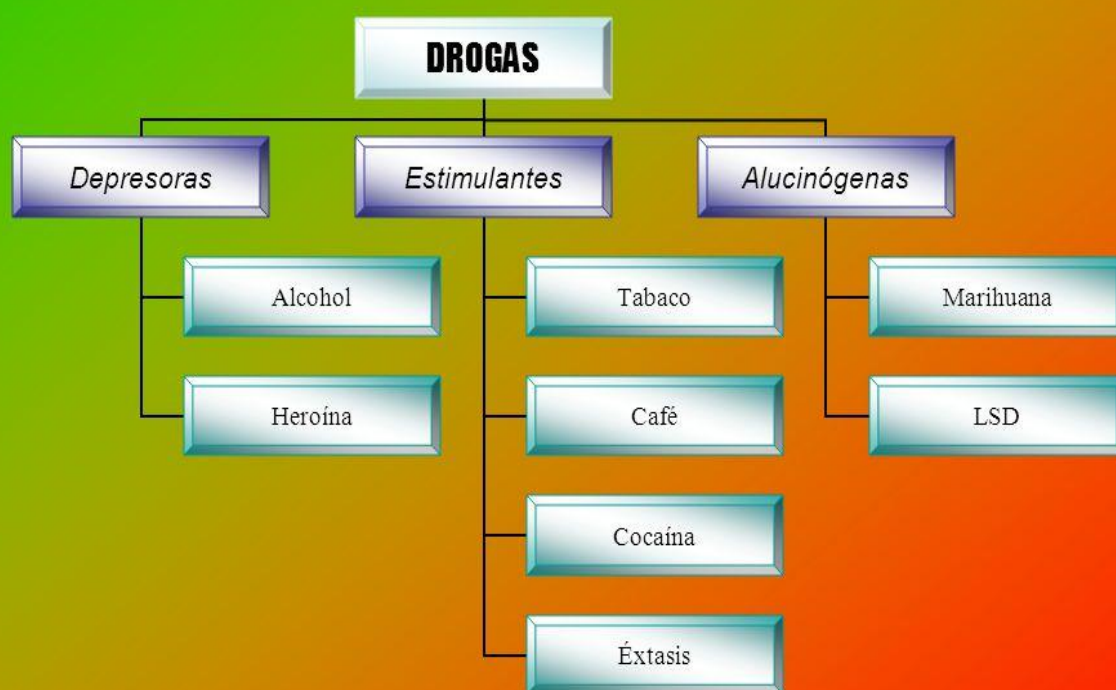 DROGAS
Depresoras
Estimulantes
Alucinógenas
Alcohol
Tabaco
Marihuana
Heroína
Café
LSD
Cocaína
Éxtasis